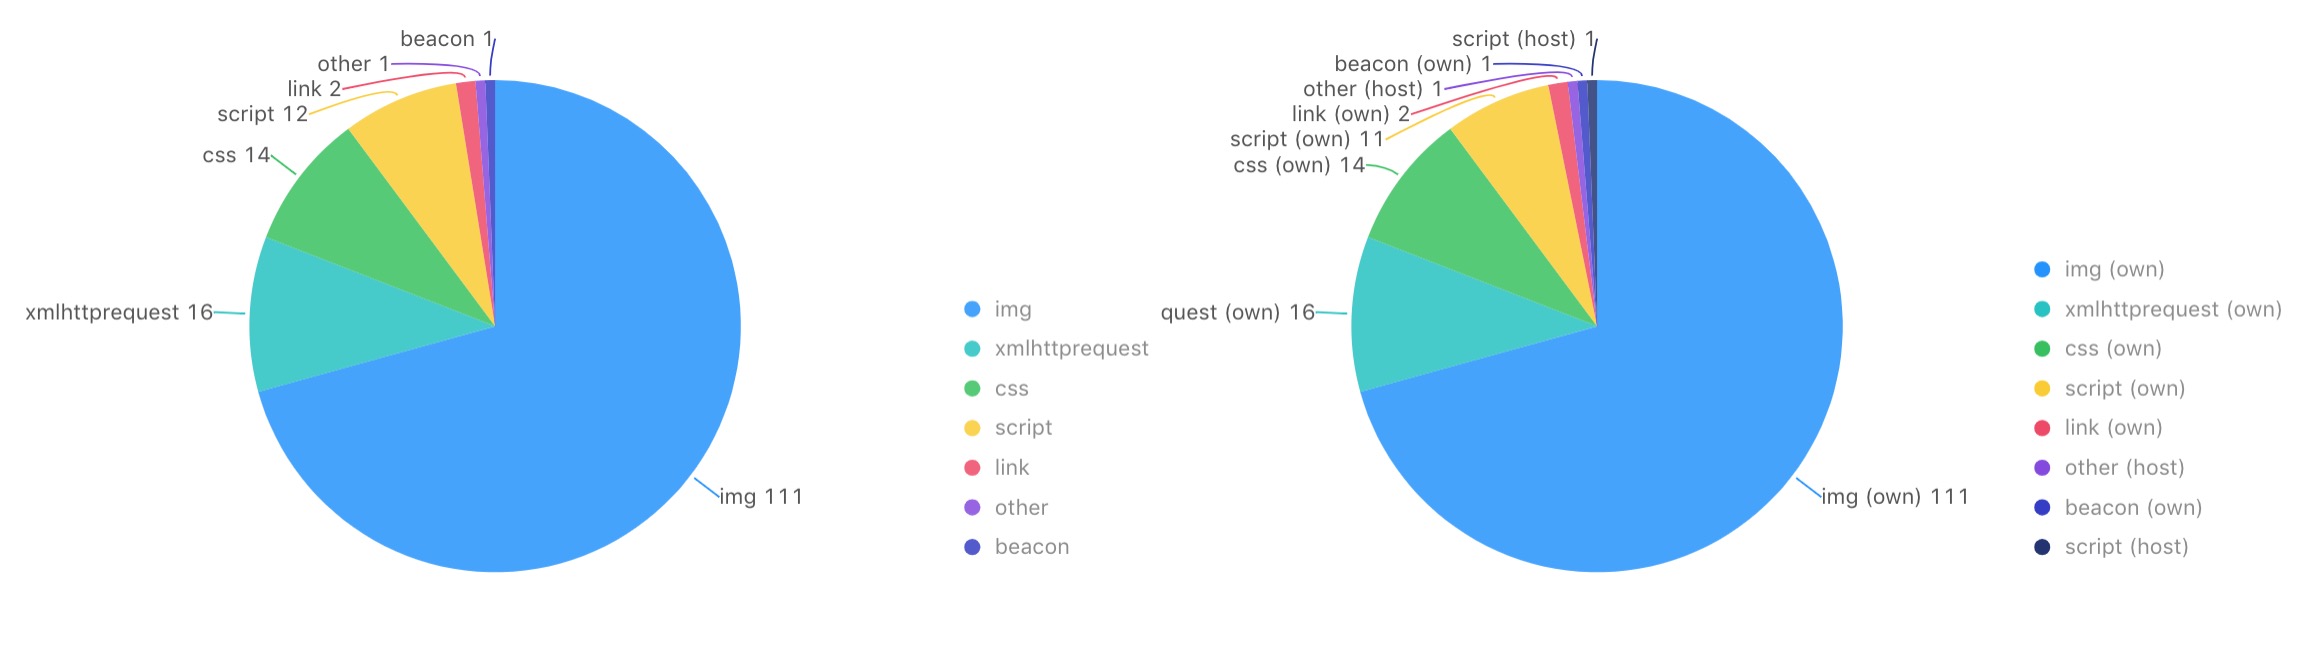 beacon 1
other 1
link 2
script 12
css 14
xmlhttprequest 16
img 111
img
xmlhttprequest
css
script
link
other
beacon
script (host) 1
beacon (own) 1
other (host) 1
link (own) 2
script (own) 11
css (own) 14
quest (own) 16
img (own) 111
img (own)
xmlhttprequest (own)
css (own)
script (own)
link (own)
other (host)
beacon (own)
script (host)